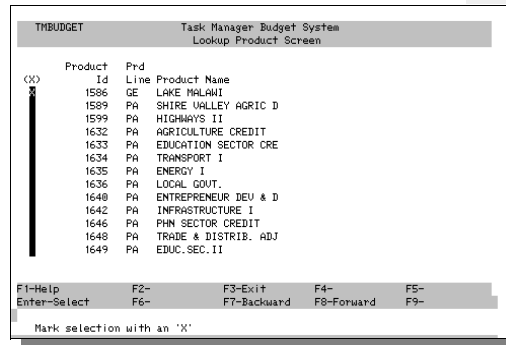 TMBUDGET Task Manager Budget System
Lookup Product Screen
Product Prd
(X) Id Line Product Name
X 1586 GE LAKE MALAWI
1589 PA SHIRE VALLEY AGRIC D
1599 PA HIGHWAYS II
1632 PA AGRICULTURE CREDIT
1633 PA EDUCATION SECTOR CRE
1634 PA TRANSPORT I
1635 PA ENERGY I
1636 PA LOCAL GOVT.
1640 PA ENTREPRENEUR DEV & D
1642 PA INFRASTRUCTURE I
1646 PA PHN SECTOR CREDIT
1648 PA TRADE & DISTRIB. ADJ
1649 PA EDUC.SEC.II
F1-Help F2- F3-Exit F4- F5-
Enter-Select F6- F7-Backward F8-Forward F9-
Mark selection with an 'X'